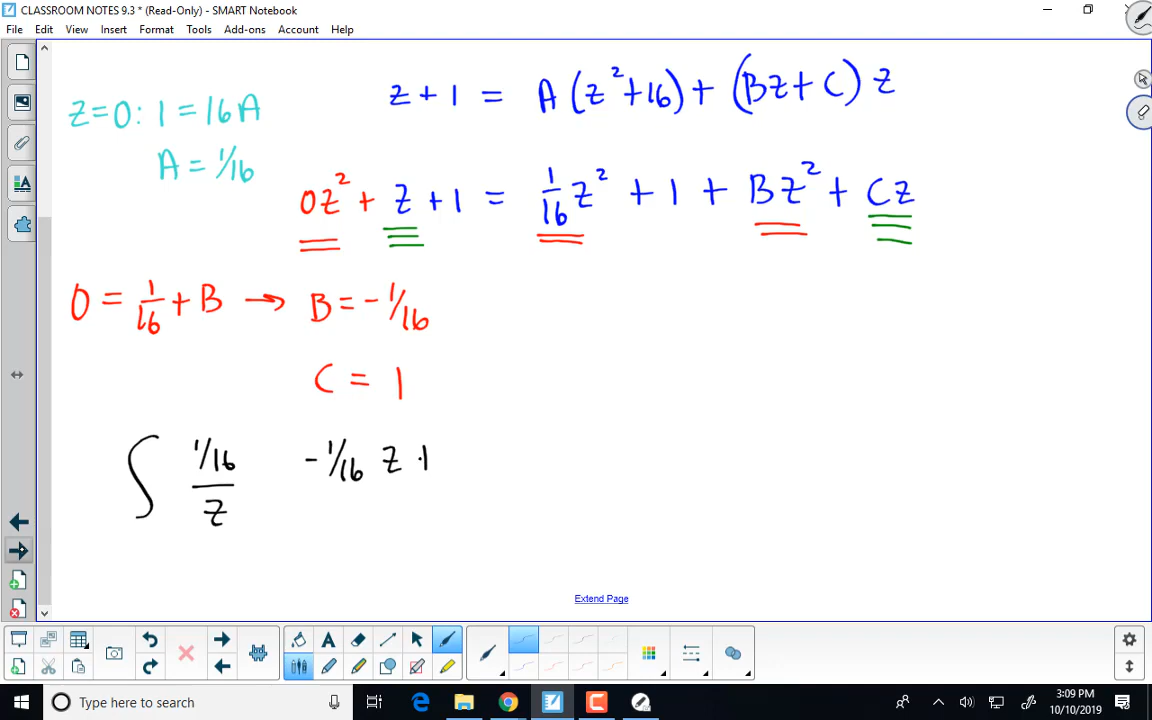 CLASSROOM NOTES 9.3 * (Read-Only) - SMART Notebook
File Edit View Insert Format Tools Add-ons Account Help
z + 1 = A (z² + 16) + (Bz + C) z
z = 0: 1 = 16A
A = 1/16
0z² + z + 1 = 1/16 z² + 1 + Bz² + Cz
0 = 1/16 + B → B = - 1/16
C = 1
∫ (1/16)/z - 1/16 z +
Extend Page
Type here to search
3:09 PM
10/10/2019